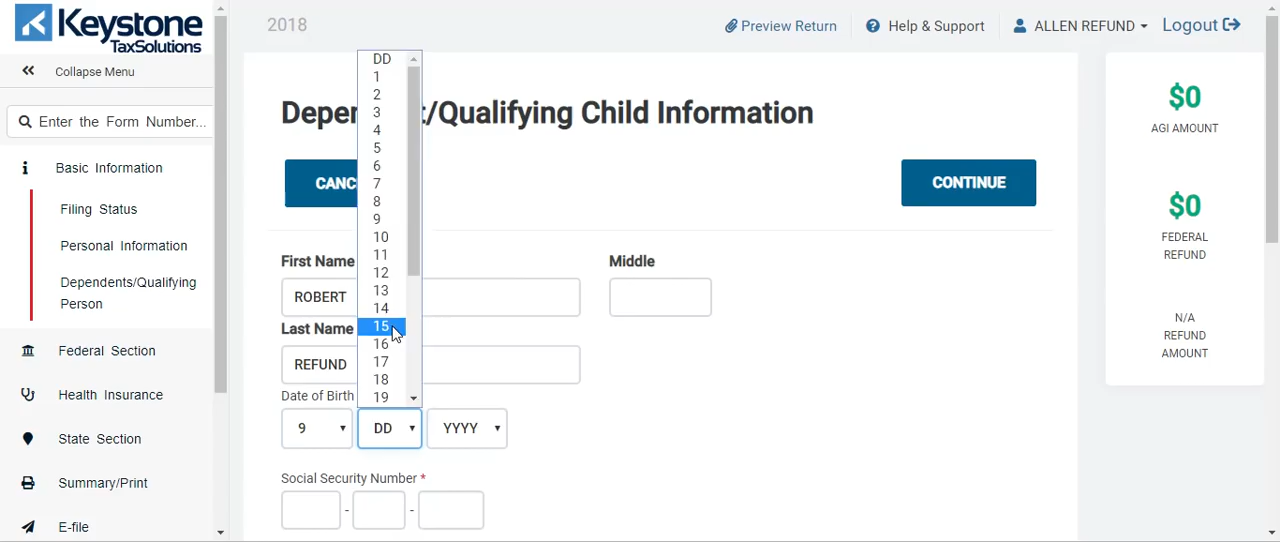 Keystone
TaxSolutions
2018
Preview Return
Help & Support
ALLEN REFUND
Logout
Collapse Menu
Enter the Form Number...
Basic Information
Filing Status
Personal Information
Dependents/Qualifying
Person
Federal Section
Health Insurance
State Section
Summary/Print
E-file
/Qualifying Child Information
CONTINUE
First Name
Middle
ROBERT
Last Name
REFUND
Date of Birth
DD
1
2
3
4
5
6
7
8
9
10
11
12
13
14
15
16
17
18
19
9
DD
YYYY
Social Security Number *
-
-
$0
AGI AMOUNT
$0
FEDERAL
REFUND
N/A
REFUND
AMOUNT